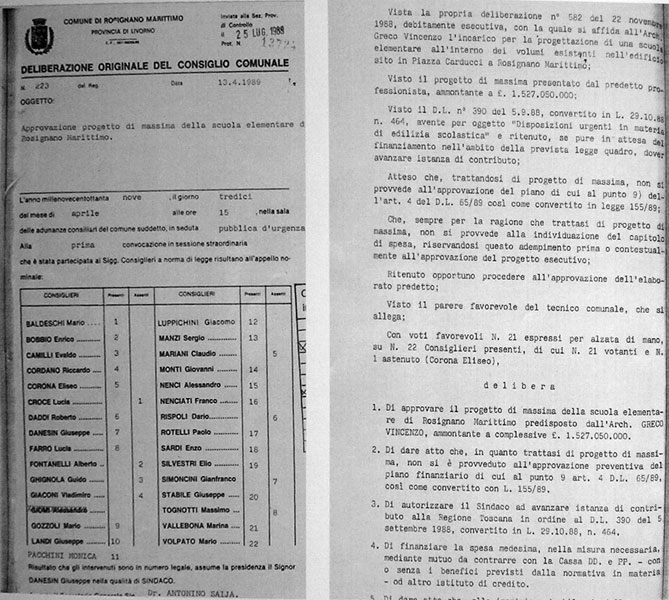 COMUNE DI ROSIGNANO MARITTIMO
PROVINCIA DI LIVORNO
Inviata alla Sez. Prov.
di Controllo
il 25 LUG. 1989
Prot. N.
DELIBERAZIONE ORIGINALE DEL CONSIGLIO COMUNALE
N. 223 del Reg. Data 13.4.1989
OGGETTO:
Approvazione progetto di massima della scuola elementare d
Rosignano Marittimo.
L'anno millenovecentottanta nove, il giorno tredici
del mese di aprile alle ore 15, nella sala
delle adunanze consiliari del comune suddetto, in seduta pubblica d'urgenza
Alla prima convocazione in sessione straordinaria
che è stata partecipata ai Sigg. Consiglieri a norma di legge risultano all'appello no-
minale:
CONSIGLIERI Presenti Assenti CONSIGLIERI Presenti Assenti
BALDESCHI Mario .... 1 LUPPICHINI Giacomo 12
BOBBIO Enrico.......... 2 MANZI Sergio ........... 13
CAMILLI Evaldo........ 3 MARIANI Claudio ...... 5
CORDANO Riccardo .. 4 MONTI Giovanni ....... 14
CORONA Eliseo......... 5 NENCI Alessandro .... 15
CROCE Lucia ............ 1 NENCIATI Franco ...... 16
DADDI Roberto ......... 6 RISPOLI Dario........... 6
DANESIN Giuseppe ... 7 ROTELLI Paolo ......... 17
FARRO Lucia ............ 8 SARDI Enzo .............. 18
FONTANELLI Alberto .. 2 SILVESTRI Elio ......... 19
GHIGNOLA Guido ...... 3 SIMONCINI Gianfranco 7
GIACONI Vladimiro .... 4 STABILE Giuseppe .... 20
TOGNOTTI Massimo .. 8
GOZZOLI Mario ......... 9 VALLEBONA Marina... 21
LANDI Giuseppe ........ 10 VOLPATO Mario ........ 22
PACCHINI MONICA 11
Risultato che gli intervenuti sono in numero legale, assume la presidenza il Signor
DANESIN Giuseppe nella qualità di SINDACO.
Dr. ANTONINO SAIJA.
Vista la propria deliberazione n° 582 del 22 novembre
1988, debitamente esecutiva, con la quale si affida all'Arch.
Greco Vincenzo l'incarico per la progettazione di una scuola
elementare all'interno dei volumi esistenti nell'edificio
sito in Piazza Carducci a Rosignano Marittimo;
Visto il progetto di massima presentato dal predetto pro-
fessionista, ammontante a £. 1.527.050.000;
Visto il D.L. n° 390 del 5.9.88, convertito in L. 29.10.88
n. 464, avente per oggetto "Disposizioni urgenti in materia
di edilizia scolastica" e ritenuto, se pure in attesa del
finanziamento nell'ambito della prevista legge quadro, dover
avanzare istanza di contributo;
Atteso che, trattandosi di progetto di massima, non si
provvede all'approvazione del piano di cui al punto 9) del-
l'art. 4 del D.L. 65/89 così come convertito in legge 155/89;
Che, sempre per la ragione che trattasi di progetto di
massima, non si provvede alla individuazione del capitolo
di spesa, riservandosi questo adempimento prima o contestual-
mente all'approvazione del progetto esecutivo;
Ritenuto opportuno procedere all'approvazione dell'elabo-
rato predetto;
Visto il parere favorevole del tecnico comunale, che si
allega;
Con voti favorevoli N. 21 espressi per alzata di mano,
su N. 22 Consiglieri presenti, di cui N. 21 votanti e N.
1 astenuto (Corona Eliseo),
d e l i b e r a
1. Di approvare il progetto di massima della scuola elementa-
re di Rosignano Marittimo predisposto dall'Arch. GRECO
VINCENZO, ammontante a complessive £. 1.527.050.000.
2. Di dare atto che, in quanto trattasi di progetto di massi-
ma, non si è provveduto all'approvazione preventiva del
piano finanziario di cui al punto 9 art. 4 D.L. 65/89,
così come convertito con L. 155/89.
3. Di autorizzare il Sindaco ad avanzare istanza di contri-
buto alla Regione Toscana in ordine al D.L. 390 del 5
settembre 1988, convertito in L. 29.10.88, n. 464.
4. Di finanziare la spesa medesima, nella misura necessaria,
mediante mutuo da contrarre con la Cassa DD. e PP. - con
o senza i benefici previsti dalla normativa in materia
- od altro istituto di credito.